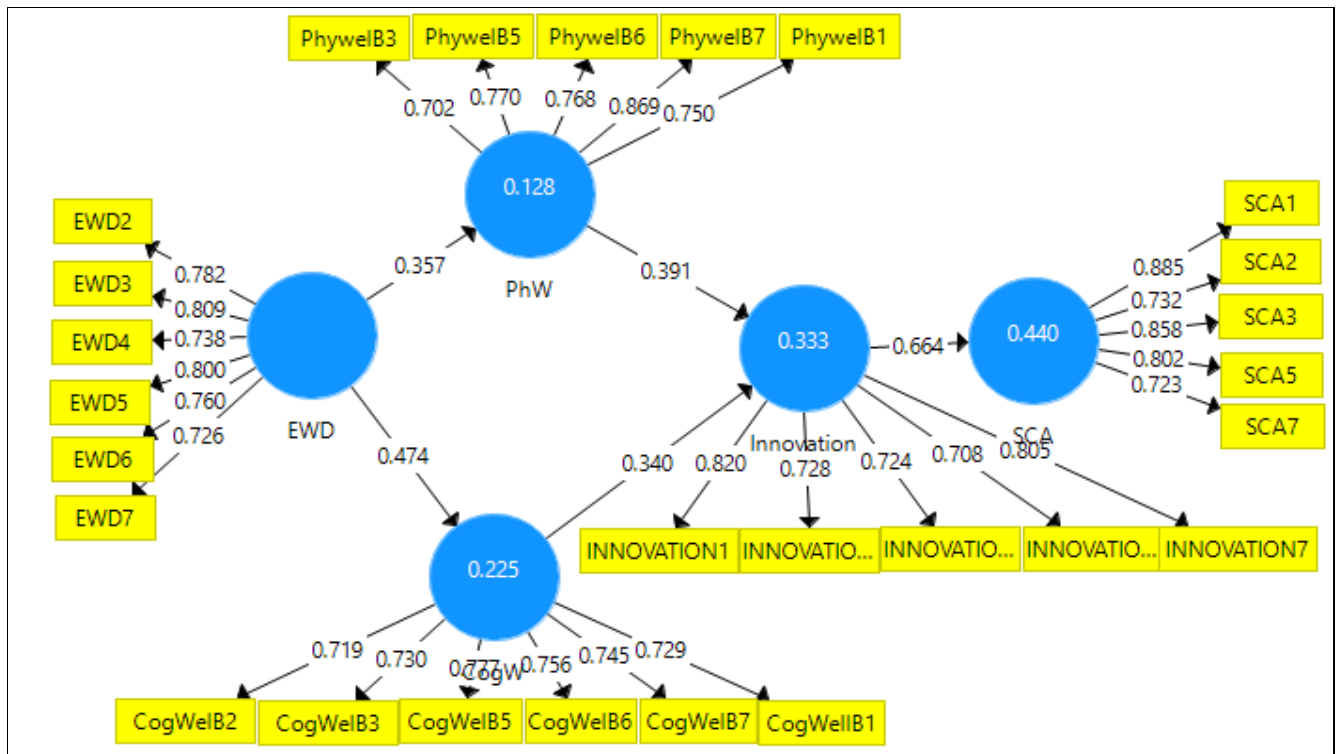 PhywelB3 PhywelB5 PhywelB6 PhywelB7 PhywelB1
0.702 0.770 0.768 0.869 0.750
0.128
PhW
EWD2
EWD3
EWD4
EWD5
EWD6
EWD7
0.782
0.809
0.738
0.800
0.760
0.726
EWD
0.357
0.474
0.391
0.340
0.333
Innovation
0.664
0.440
SCA
0.885
0.732
0.858
0.802
0.723
SCA1
SCA2
SCA3
SCA5
SCA7
0.820 0.728 0.724 0.708 0.805
INNOVATION1 INNOVATIO... INNOVATIO... INNOVATIO... INNOVATION7
0.225
CogW
0.719 0.730 0.777 0.756 0.745 0.729
CogWelB2 CogWelB3 CogWelB5 CogWelB6 CogWelB7 CogWellB1